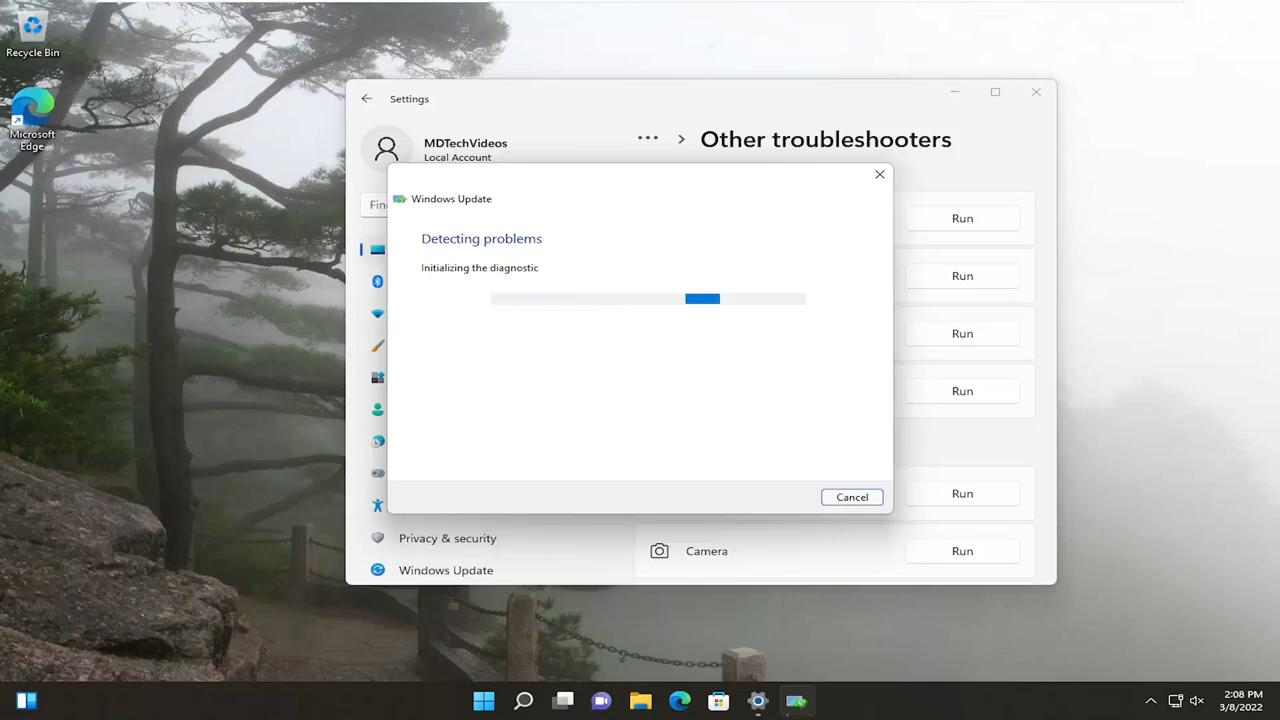 Recycle Bin
Microsoft
Edge
Settings
MDTechVideos
Local Account
••• > Other troubleshooters
Fin
Windows Update
Detecting problems
Initializing the diagnostic
Cancel
Run
Run
Run
Run
Run
Camera
Run
Privacy & security
Windows Update
2:08 PM
3/8/2022